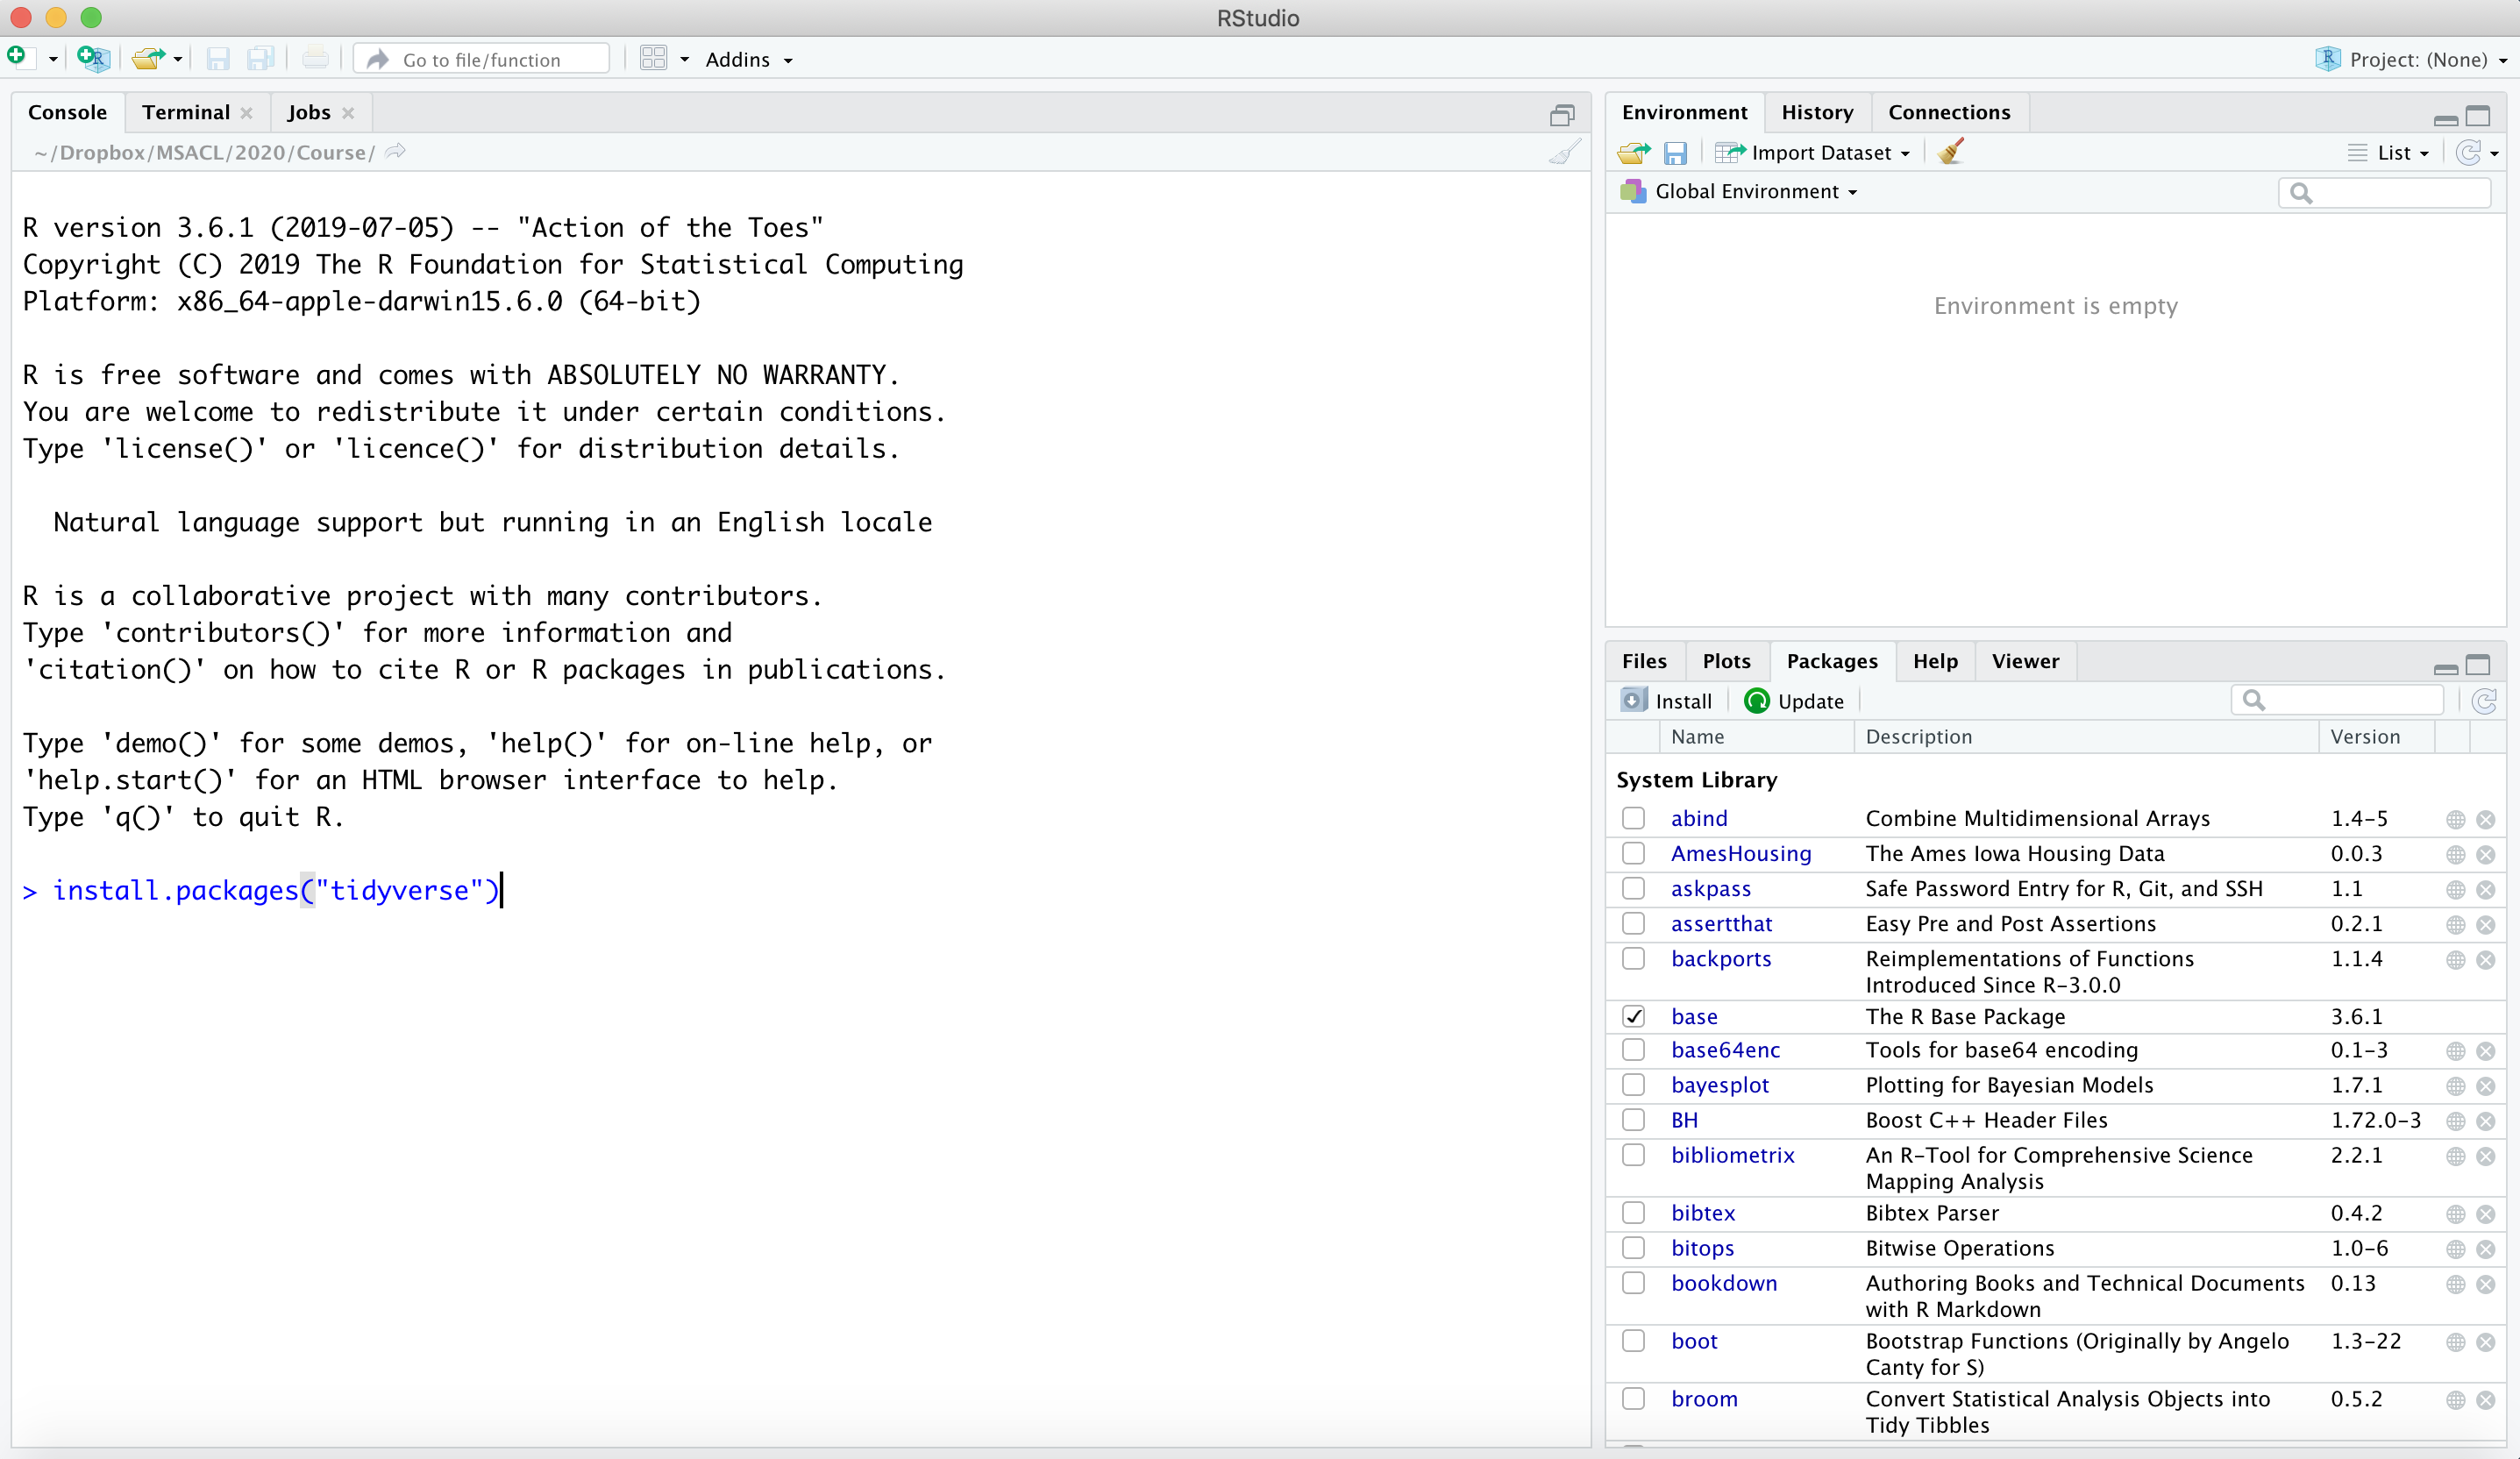 RStudio
Go to file/function
Addins
Project: (None)
Console
Terminal
Jobs
~/Dropbox/MSACL/2020/Course/
R version 3.6.1 (2019-07-05) -- "Action of the Toes"
Copyright (C) 2019 The R Foundation for Statistical Computing
Platform: x86_64-apple-darwin15.6.0 (64-bit)
R is free software and comes with ABSOLUTELY NO WARRANTY.
You are welcome to redistribute it under certain conditions.
Type 'license()' or 'licence()' for distribution details.
Natural language support but running in an English locale
R is a collaborative project with many contributors.
Type 'contributors()' for more information and
'citation()' on how to cite R or R packages in publications.
Type 'demo()' for some demos, 'help()' for on-line help, or
'help.start()' for an HTML browser interface to help.
Type 'q()' to quit R.
> install.packages("tidyverse")
Environment
History
Connections
Import Dataset
List
Global Environment
Environment is empty
Files
Plots
Packages
Help
Viewer
Install
Update
Name Description Version
System Library
abind Combine Multidimensional Arrays 1.4-5
AmesHousing The Ames Iowa Housing Data 0.0.3
askpass Safe Password Entry for R, Git, and SSH 1.1
assertthat Easy Pre and Post Assertions 0.2.1
backports Reimplementations of Functions 1.1.4
Introduced Since R-3.0.0
base The R Base Package 3.6.1
base64enc Tools for base64 encoding 0.1-3
bayesplot Plotting for Bayesian Models 1.7.1
BH Boost C++ Header Files 1.72.0-3
bibliometrix An R-Tool for Comprehensive Science 2.2.1
Mapping Analysis
bibtex Bibtex Parser 0.4.2
bitops Bitwise Operations 1.0-6
bookdown Authoring Books and Technical Documents 0.13
with R Markdown
boot Bootstrap Functions (Originally by Angelo 1.3-22
Canty for S)
broom Convert Statistical Analysis Objects into 0.5.2
Tidy Tibbles